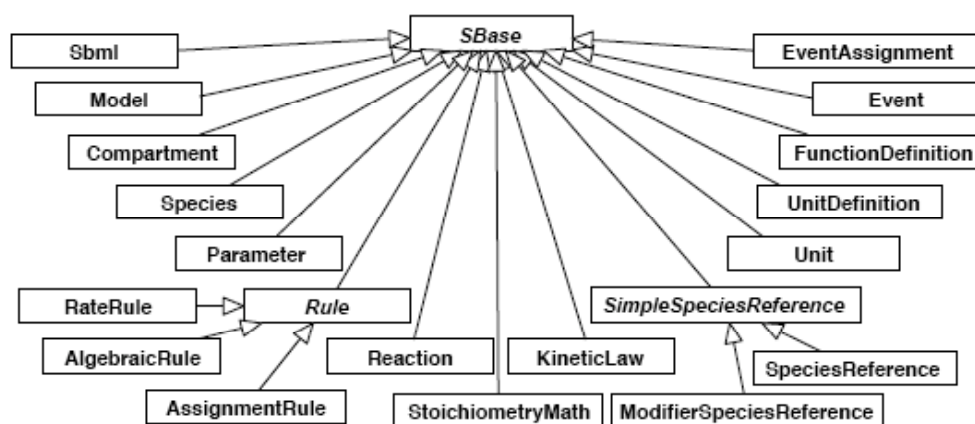 SBase
Sbml
EventAssignment
Model
Event
Compartment
FunctionDefinition
Species
UnitDefinition
Parameter
Unit
RateRule
Rule
SimpleSpeciesReference
AlgebraicRule
Reaction
KineticLaw
SpeciesReference
AssignmentRule
StoichiometryMath
ModifierSpeciesReference